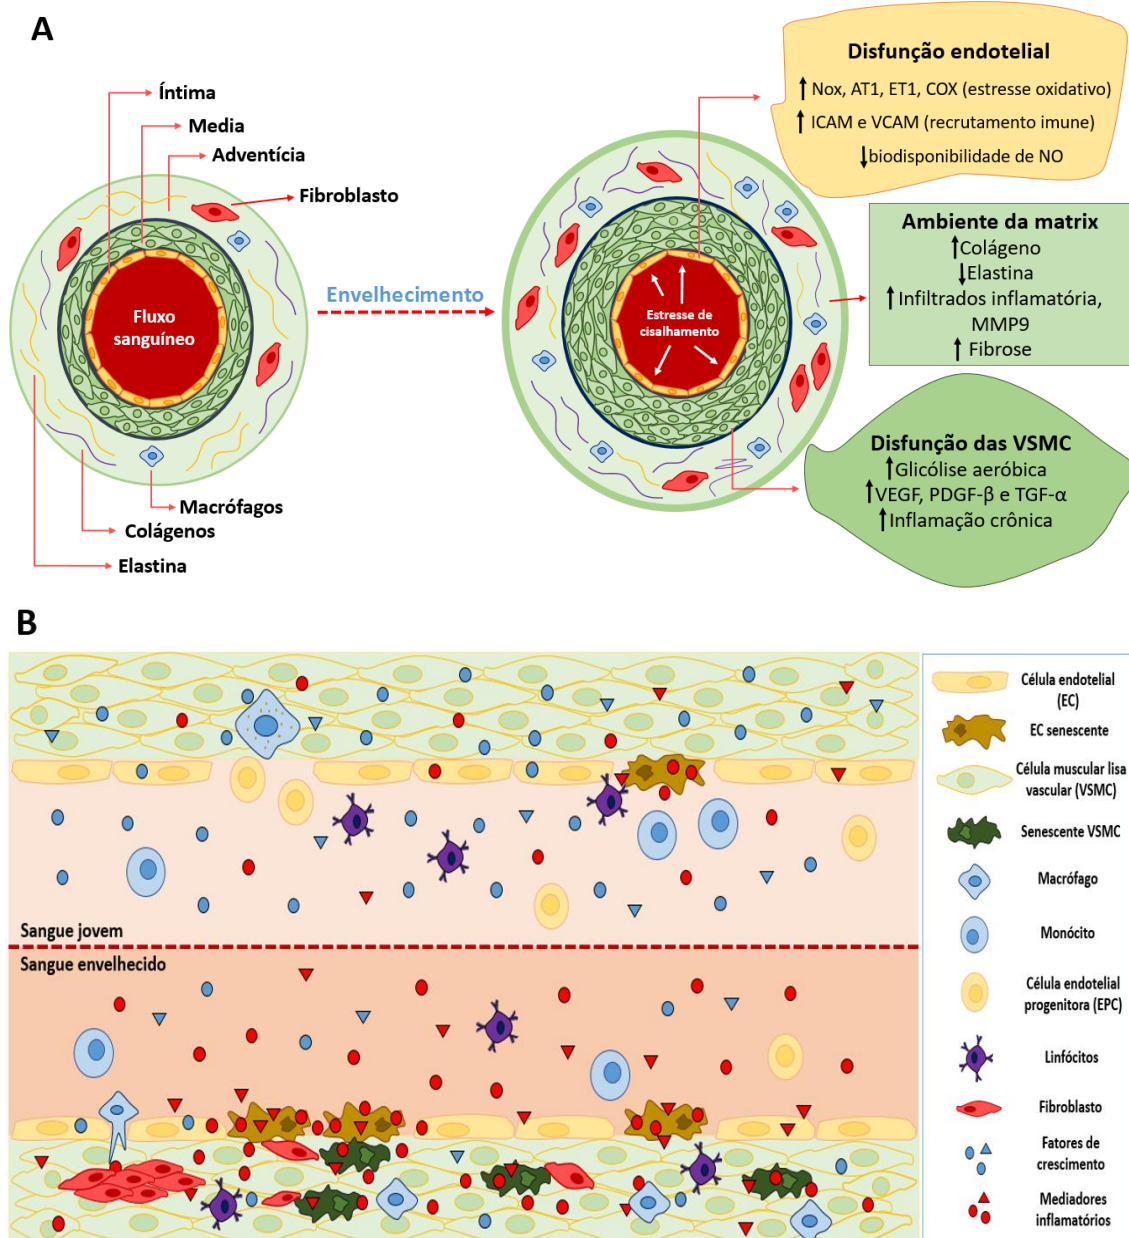 A
Íntima
Media
Adventícia
Fibroblasto
Fluxo
sanguíneo
Macrófagos
Colágenos
Elastina
Envelhecimento
Estresse de
cisalhamento
Disfunção endotelial
↑ Nox, AT1, ET1, COX (estresse oxidativo)
↑ ICAM e VCAM (recrutamento imune)
↓biodisponibilidade de NO
Ambiente da matrix
↑Colágeno
↓Elastina
↑ Infiltrados inflamatória,
MMP9
↑ Fibrose
Disfunção das VSMC
↑Glicólise aeróbica
↑VEGF, PDGF-β e TGF-α
↑Inflamação crônica
B
Sangue jovem
Sangue envelhecido
Célula endotelial
(EC)
EC senescente
Célula muscular lisa
vascular (VSMC)
Senescente VSMC
Macrófago
Monócito
Célula endotelial
progenitora (EPC)
Linfócitos
Fibroblasto
Fatores de
crescimento
Mediadores
inflamatórios